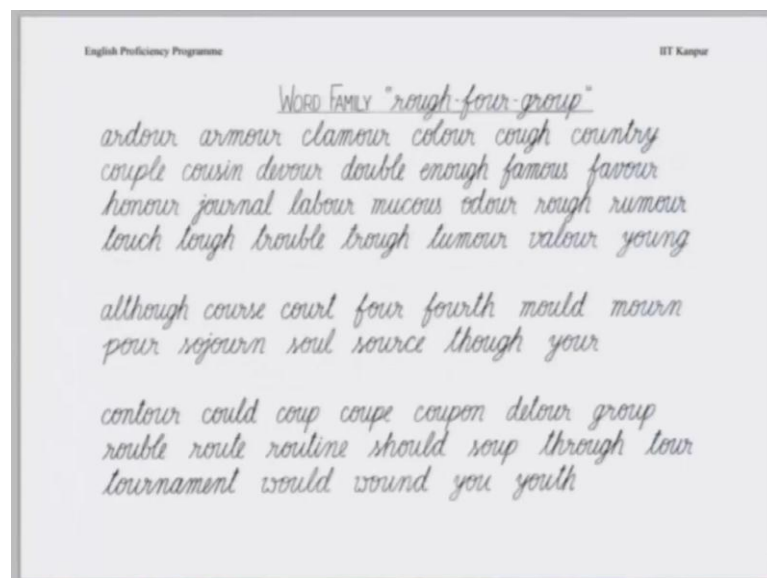 English Proficiency Programme IIT Kanpur
WORD FAMILY "rough-four-group"
ardour armour clamour colour cough country
couple cousin devour double enough famous favour
honour journal labour mucous odour rough rumour
touch tough trouble trough tumour valour young
although course court four fourth mould mourn
pour sojourn soul source though your
contour could coup coupe coupon detour group
rouble route routine should soup through tour
tournament would wound you youth